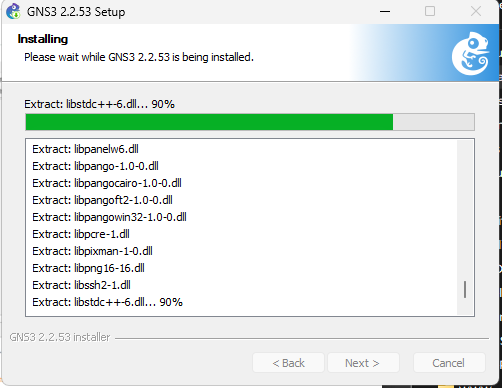 GNS3 2.2.53 Setup
Installing
Please wait while GNS3 2.2.53 is being installed.
Extract: libstdc++-6.dll... 90%
Extract: libpanelw6.dll
Extract: libpango-1.0-0.dll
Extract: libpangocairo-1.0-0.dll
Extract: libpangoft2-1.0-0.dll
Extract: libpangowin32-1.0-0.dll
Extract: libpcre-1.dll
Extract: libpixman-1-0.dll
Extract: libpng16-16.dll
Extract: libssh2-1.dll
Extract: libstdc++-6.dll... 90%
GNS3 2.2.53 installer
< Back
Next >
Cancel